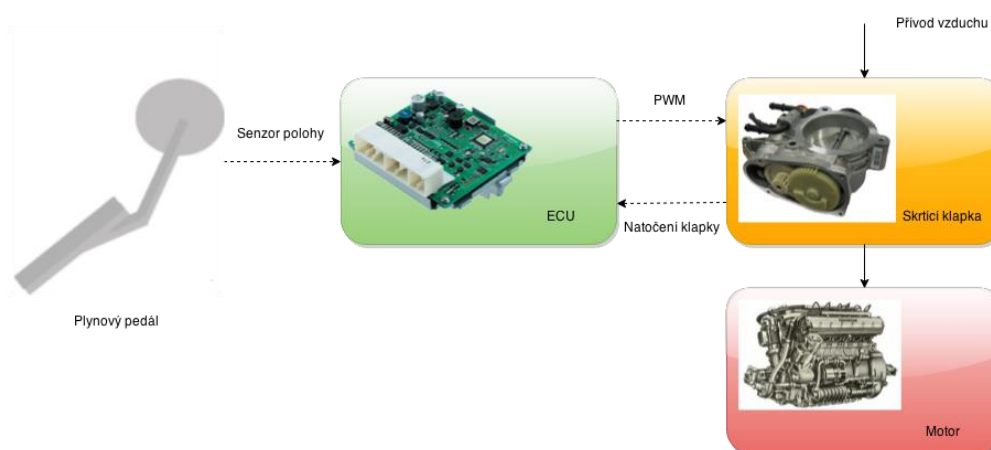 Přívod vzduchu
PWM
Senzor polohy
ECU
Natočení klapky
Skrtící klapka
Plynový pedál
Motor